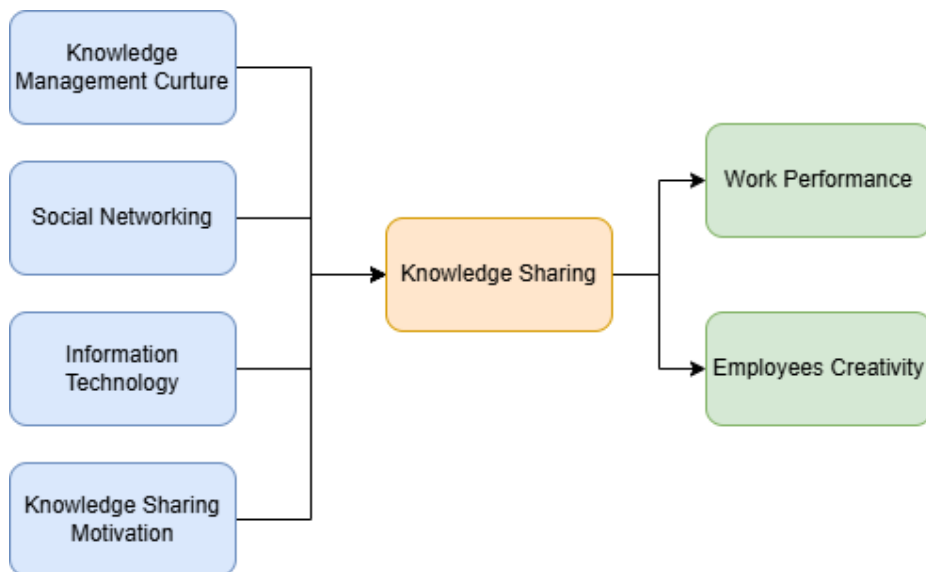 Knowledge
Management Curture
Social Networking
Information
Technology
Knowledge Sharing
Motivation
Knowledge Sharing
Work Performance
Employees Creativity